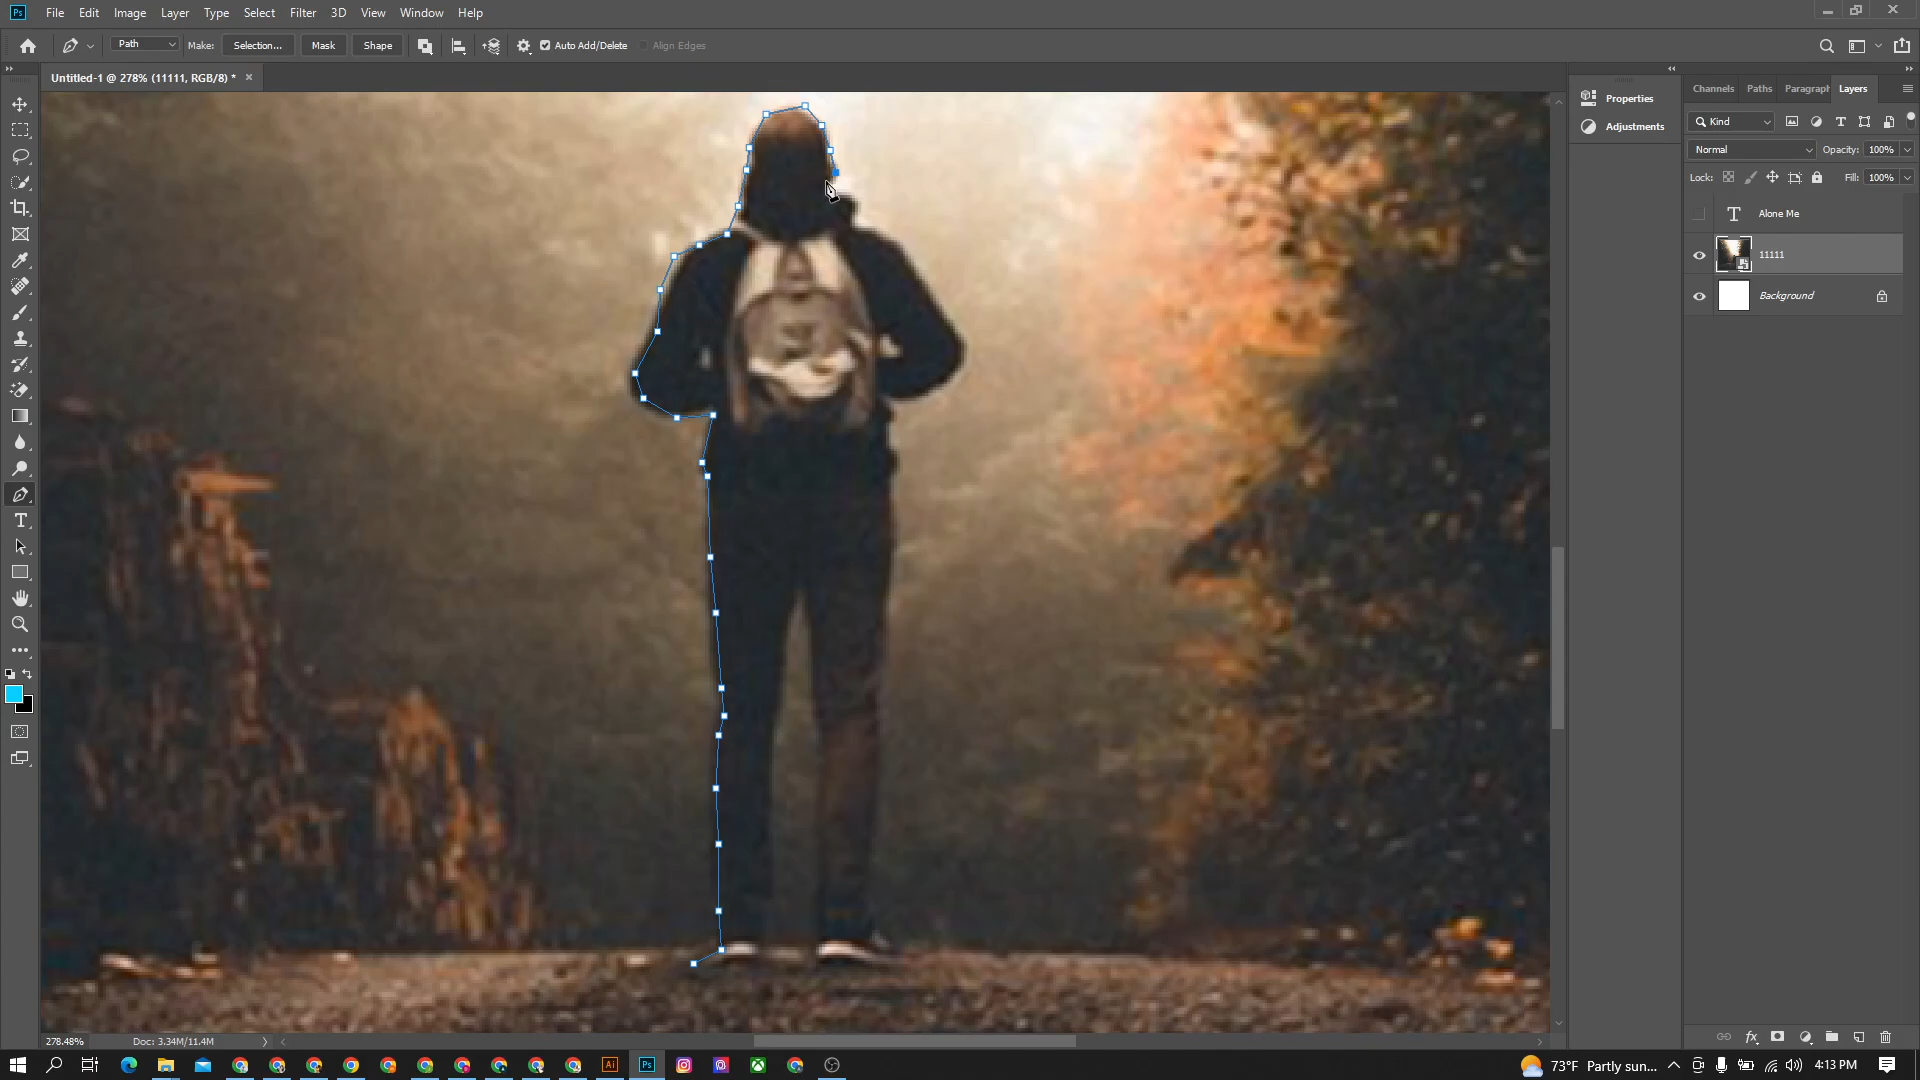 Ps File Edit Image Layer Type Select Filter 3D View Window Help
Path Make: Selection... Mask Shape Auto Add/Delete Align Edges
Untitled-1 @ 278% (11111, RGB/8) *
Properties
Adjustments
Channels Paths Paragraph Layers
Kind
Normal Opacity: 100%
Lock: Fill: 100%
Alone Me
11111
Background
278.48% Doc: 3.34M/11.4M
Ai Ps 73°F Partly sun... 4:13 PM